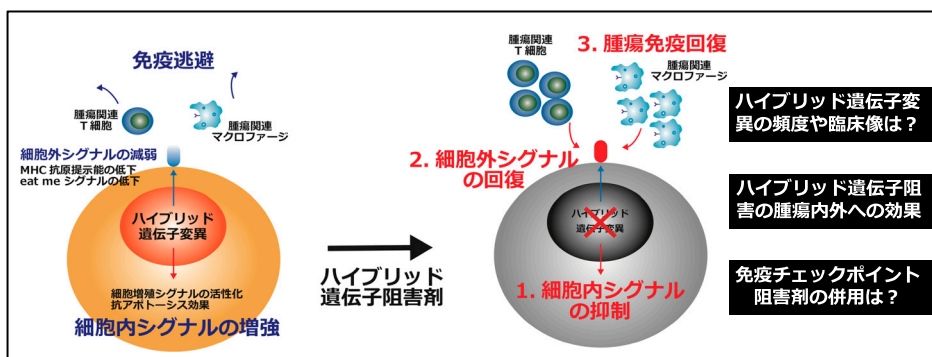 免疫逃避
腫瘍関連
T 細胞
腫瘍関連
マクロファージ
細胞外シグナルの減弱
MHC 抗原提示能の低下
eat me シグナルの低下
ハイブリッド
遺伝子変異
細胞増殖シグナルの活性化
抗アポトーシス効果
細胞内シグナルの増強
ハイブリッド
遺伝子阻害剤
腫瘍関連
T 細胞
3. 腫瘍免疫回復
腫瘍関連
マクロファージ
2. 細胞外シグナル
の回復
ハイブリッド
遺伝子変異
1. 細胞内シグナル
の抑制
ハイブリッド遺伝子変
異の頻度や臨床像は？
ハイブリッド遺伝子阻
害の腫瘍内外への効果
免疫チェックポイント
阻害剤の併用は？